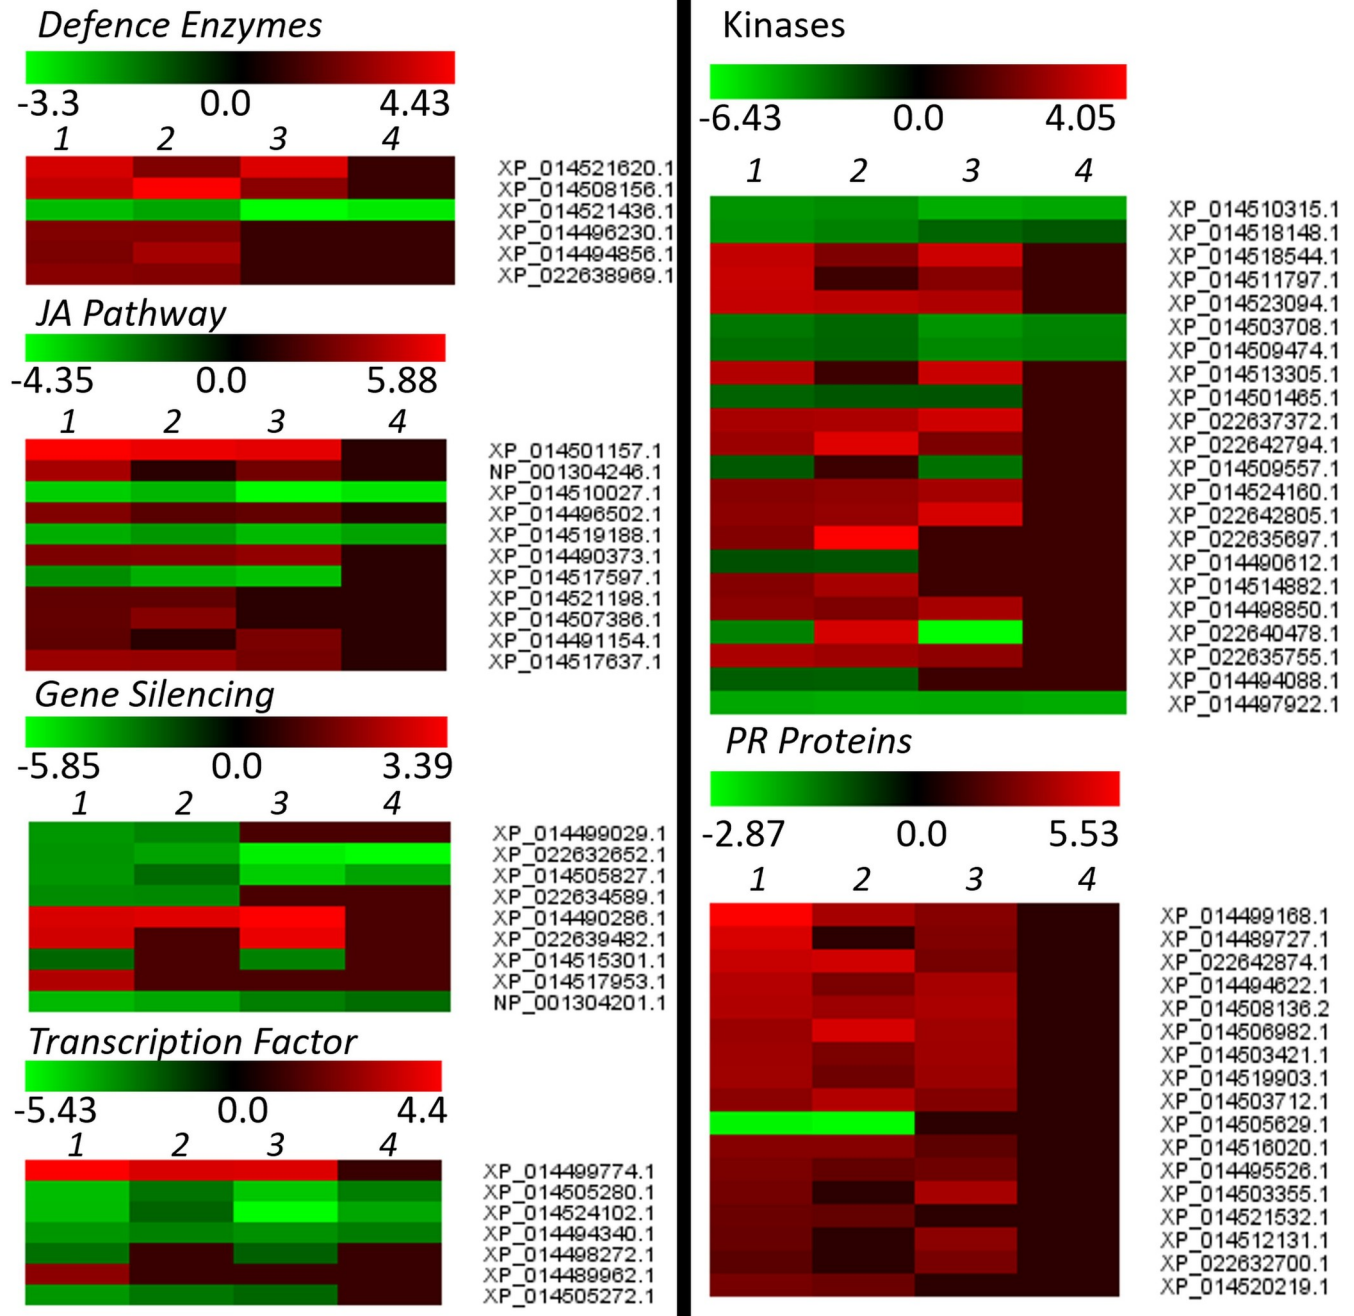 Defence Enzymes
-3.3 0.0 4.43
1 2 3 4
XP_014521620.1
XP_014508156.1
XP_014521436.1
XP_014496230.1
XP_014494856.1
XP_022638969.1
JA Pathway
-4.35 0.0 5.88
1 2 3 4
XP_014501157.1
NP_001304246.1
XP_014510027.1
XP_014496502.1
XP_014519188.1
XP_014490373.1
XP_014517597.1
XP_014521198.1
XP_014507386.1
XP_014491154.1
XP_014517637.1
Gene Silencing
-5.85 0.0 3.39
1 2 3 4
XP_014499029.1
XP_022632652.1
XP_014505827.1
XP_022634589.1
XP_014490286.1
XP_022639482.1
XP_014515301.1
XP_014517953.1
NP_001304201.1
Transcription Factor
-5.43 0.0 4.4
1 2 3 4
XP_014499774.1
XP_014505280.1
XP_014524102.1
XP_014494340.1
XP_014498272.1
XP_014489962.1
XP_014505272.1
Kinases
-6.43 0.0 4.05
1 2 3 4
XP_014510315.1
XP_014518148.1
XP_014518544.1
XP_014511797.1
XP_014523094.1
XP_014503708.1
XP_014509474.1
XP_014513305.1
XP_014501465.1
XP_022637372.1
XP_022642794.1
XP_014509557.1
XP_014524160.1
XP_022642805.1
XP_022635697.1
XP_014490612.1
XP_014514882.1
XP_014498850.1
XP_022640478.1
XP_022635755.1
XP_014494088.1
XP_014497922.1
PR Proteins
-2.87 0.0 5.53
1 2 3 4
XP_014499168.1
XP_014489727.1
XP_022642874.1
XP_014494622.1
XP_014508136.2
XP_014506982.1
XP_014503421.1
XP_014519903.1
XP_014503712.1
XP_014505629.1
XP_014516020.1
XP_014495526.1
XP_014503355.1
XP_014521532.1
XP_014512131.1
XP_022632700.1
XP_014520219.1